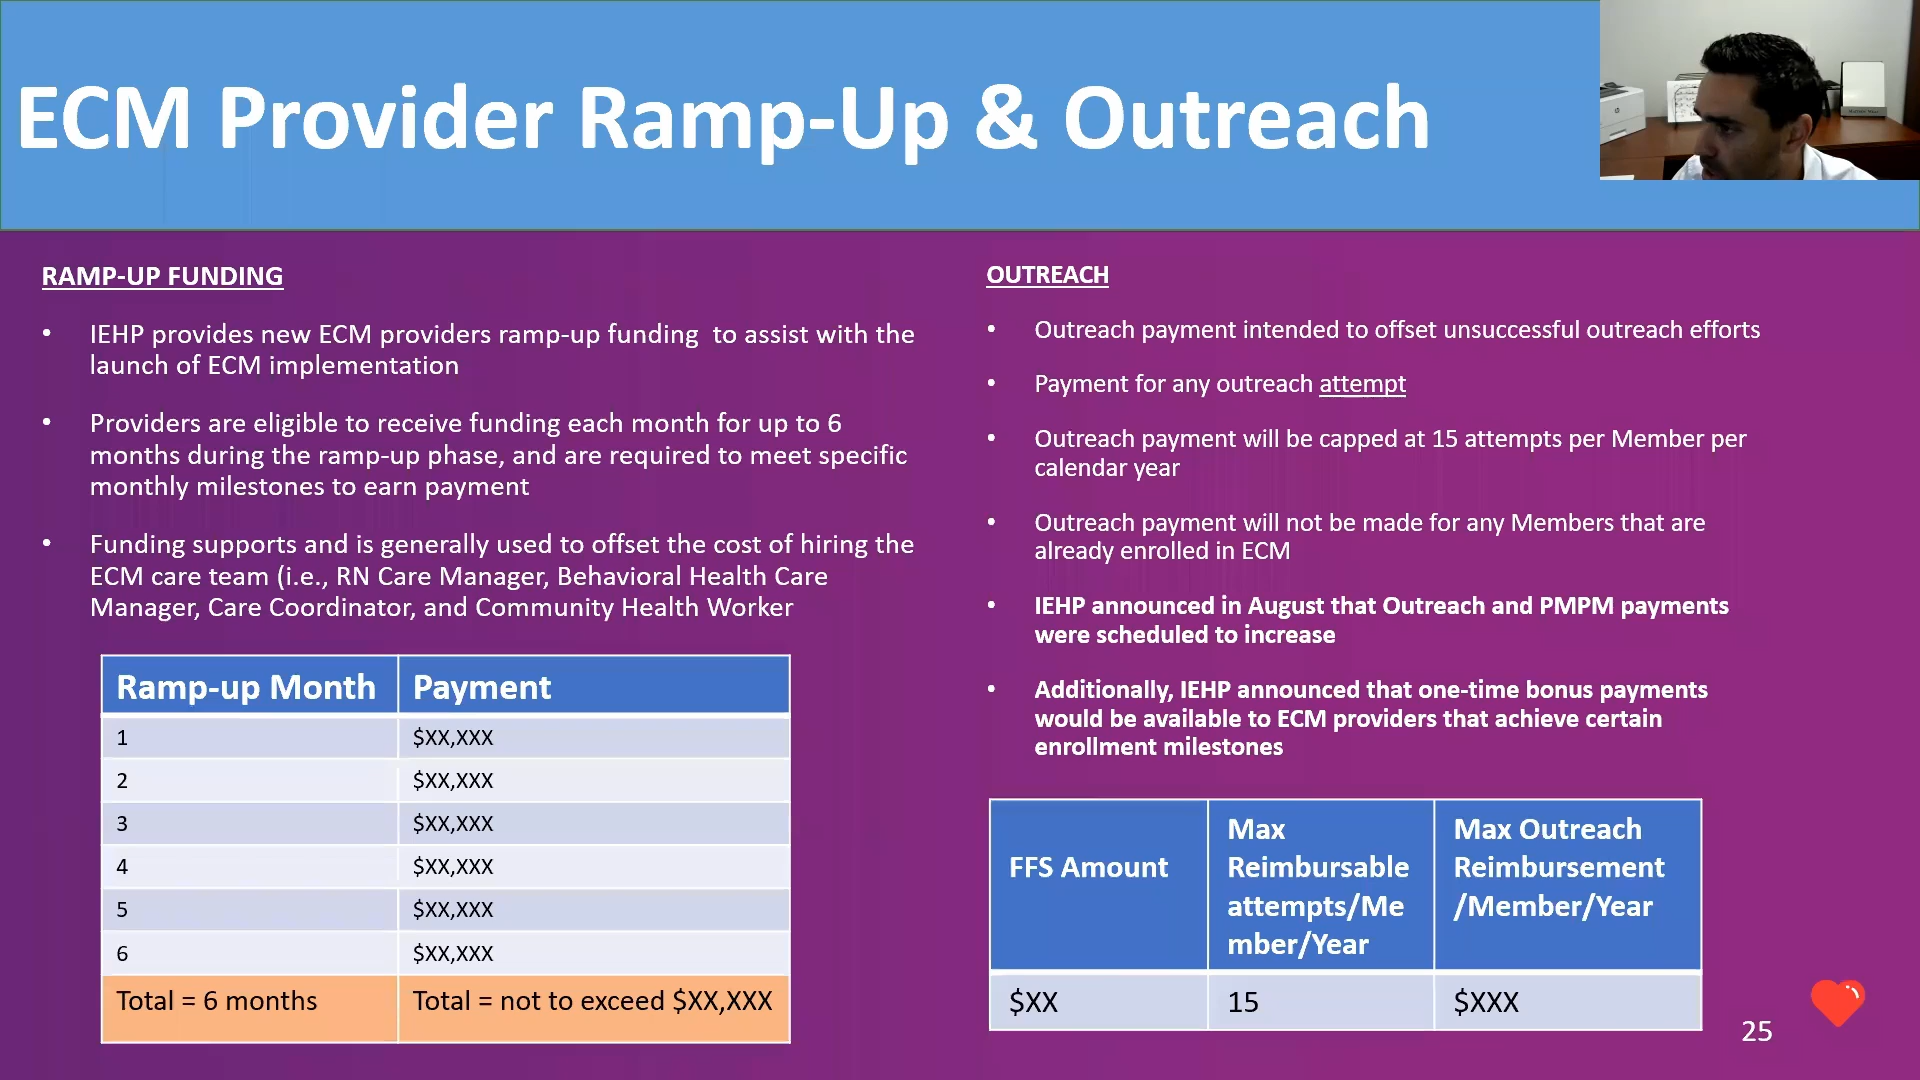 ECM Provider Ramp-Up & Outreach
RAMP-UP FUNDING
• IEHP provides new ECM providers ramp-up funding  to assist with the
launch of ECM implementation
• Providers are eligible to receive funding each month for up to 6
months during the ramp-up phase, and are required to meet specific
monthly milestones to earn payment
• Funding supports and is generally used to offset the cost of hiring the
ECM care team (i.e., RN Care Manager, Behavioral Health Care
Manager, Care Coordinator, and Community Health Worker
Ramp-up Month Payment
1 $XX,XXX
2 $XX,XXX
3 $XX,XXX
4 $XX,XXX
5 $XX,XXX
6 $XX,XXX
Total = 6 months Total = not to exceed $XX,XXX
OUTREACH
• Outreach payment intended to offset unsuccessful outreach efforts
• Payment for any outreach attempt
• Outreach payment will be capped at 15 attempts per Member per
calendar year
• Outreach payment will not be made for any Members that are
already enrolled in ECM
• IEHP announced in August that Outreach and PMPM payments
were scheduled to increase
• Additionally, IEHP announced that one-time bonus payments
would be available to ECM providers that achieve certain
enrollment milestones
FFS Amount
Max
Reimbursable
attempts/Me
mber/Year
Max Outreach
Reimbursement
/Member/Year
$XX 15 $XXX
25